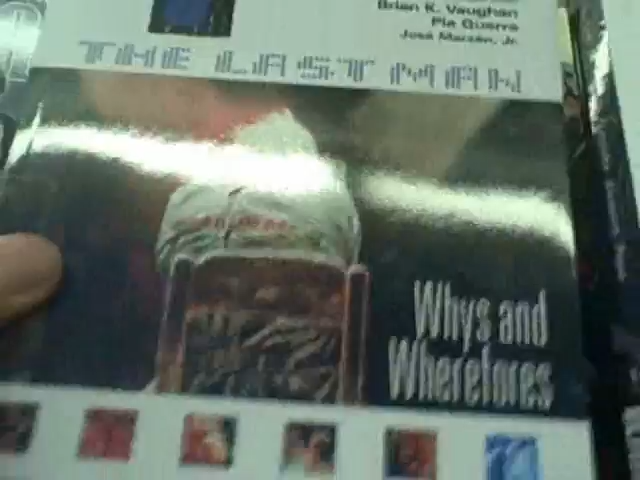 Brian K. Vaughan
Pia Guerra
José Marzán, Jr.
THE LAST MAN
Whys and
Wherefores